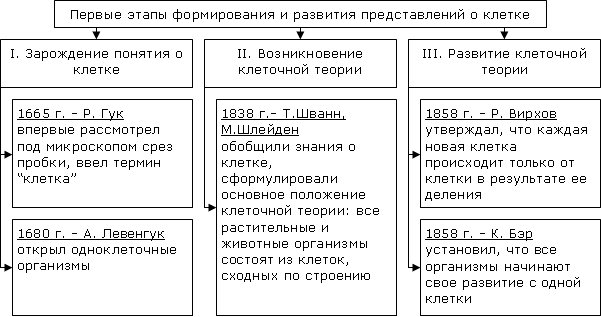 Первые этапы формирования и развития представлений о клетке
I. Зарождение понятия о
клетке
1665 г. – Р. Гук
впервые рассмотрел
под микроскопом срез
пробки, ввел термин
“клетка”
1680 г. – А. Левенгук
открыл одноклеточные
организмы
II. Возникновение
клеточной теории
1838 г.- Т.Шванн,
М.Шлейден
обобщили знания о
клетке,
сформулировали
основное положение
клеточной теории: все
растительные и
животные организмы
состоят из клеток,
сходных по строению
III. Развитие клеточной
теории
1858 г. – Р. Вирхов
утверждал, что каждая
новая клетка
происходит только от
клетки в результате ее
деления
1858 г. – К. Бэр
установил, что все
организмы начинают
свое развитие с одной
клетки